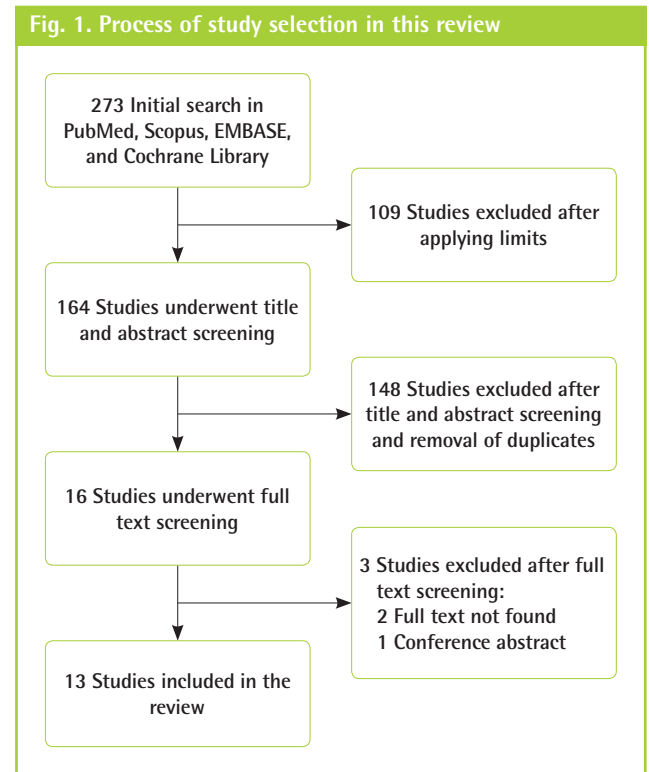 Fig. 1. Process of study selection in this review
273 Initial search in
PubMed, Scopus, EMBASE,
and Cochrane Library
109 Studies excluded after
applying limits
164 Studies underwent title
and abstract screening
148 Studies excluded after
title and abstract screening
and removal of duplicates
16 Studies underwent full
text screening
3 Studies excluded after full
text screening:
2 Full text not found
1 Conference abstract
13 Studies included in the
review